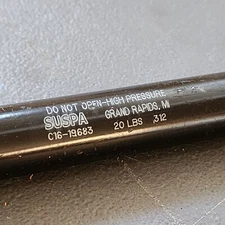 DO NOT OPEN-HIGH PRESSURE
SUSPA GRAND RAPIDS, MI
C16-19683 20 LBS 312